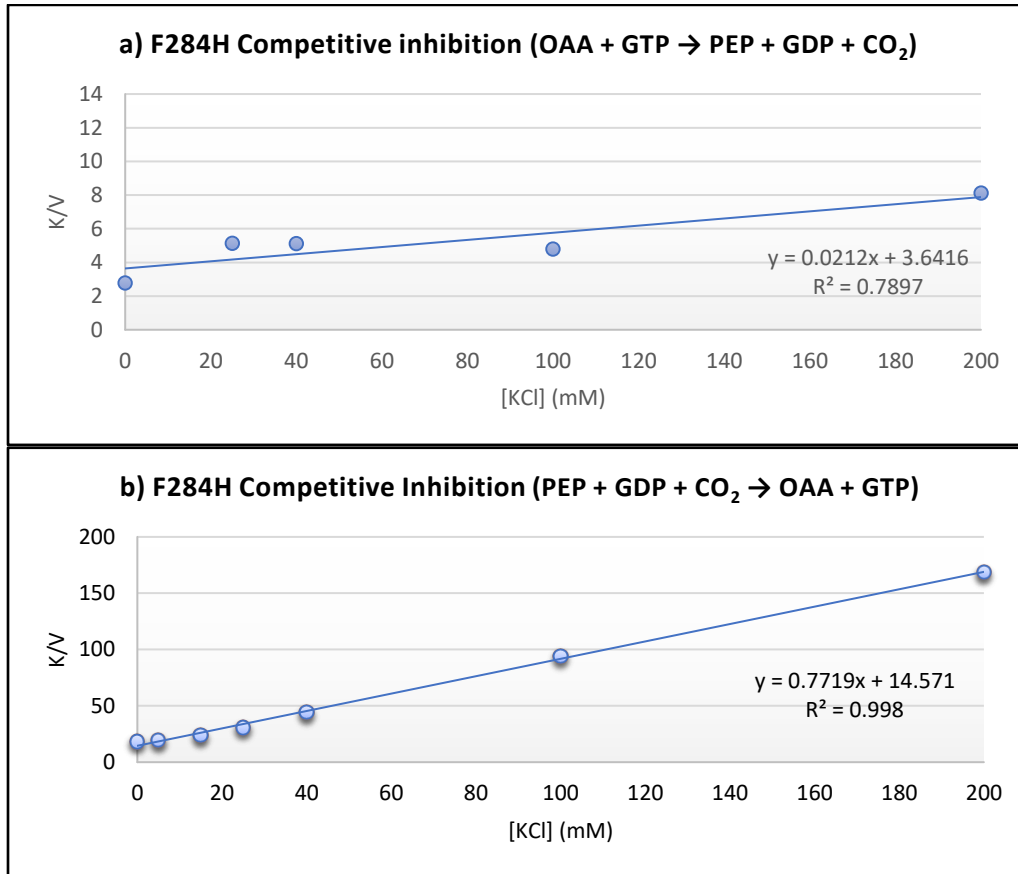 a) F284H Competitive inhibition (OAA + GTP → PEP + GDP + CO₂)
14
12
10
8
6
4
2
0
K/V
y = 0.0212x + 3.6416
R² = 0.7897
0 20 40 60 80 100 120 140 160 180 200
[KCl] (mM)
b) F284H Competitive Inhibition (PEP + GDP + CO₂ → OAA + GTP)
200
150
100
50
0
K/V
y = 0.7719x + 14.571
R² = 0.998
0 20 40 60 80 100 120 140 160 180 200
[KCl] (mM)